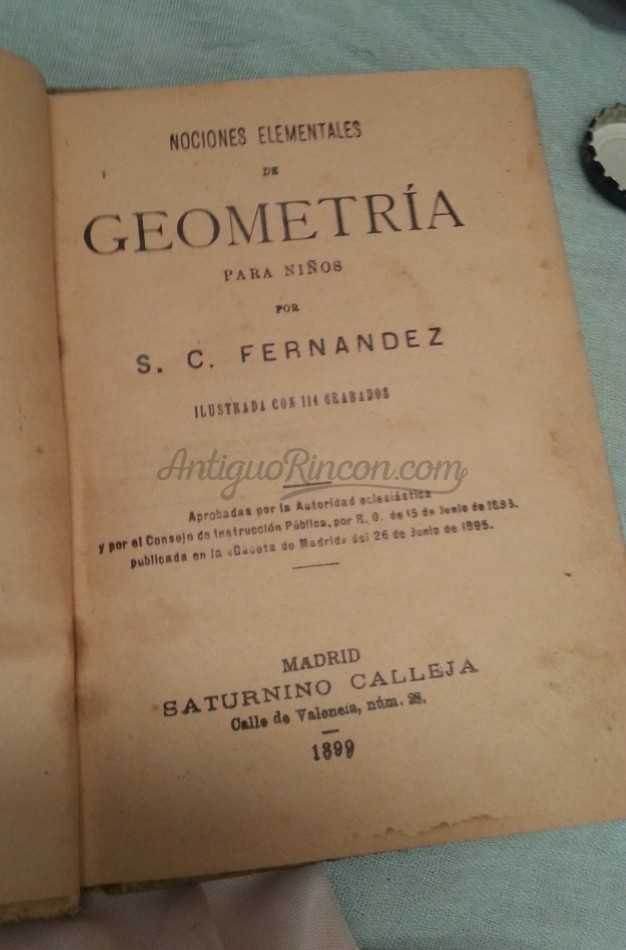 NOCIONES ELEMENTALES
DE
GEOMETRÍA
PARA NIÑOS
POR
S. C. FERNANDEZ
ILUSTRADA CON 114 GRABADOS
AntiguoRincon.com
Aprobadas por la Autoridad eclesiástica
y por el Consejo de Instrucción Pública, por R. O. de 15 de Junio de 1895,
publicada en la «Gaceta de Madrid» del 26 de Junio de 1895.
MADRID
SATURNINO CALLEJA
Calle de Valencia, núm. 28.
1899